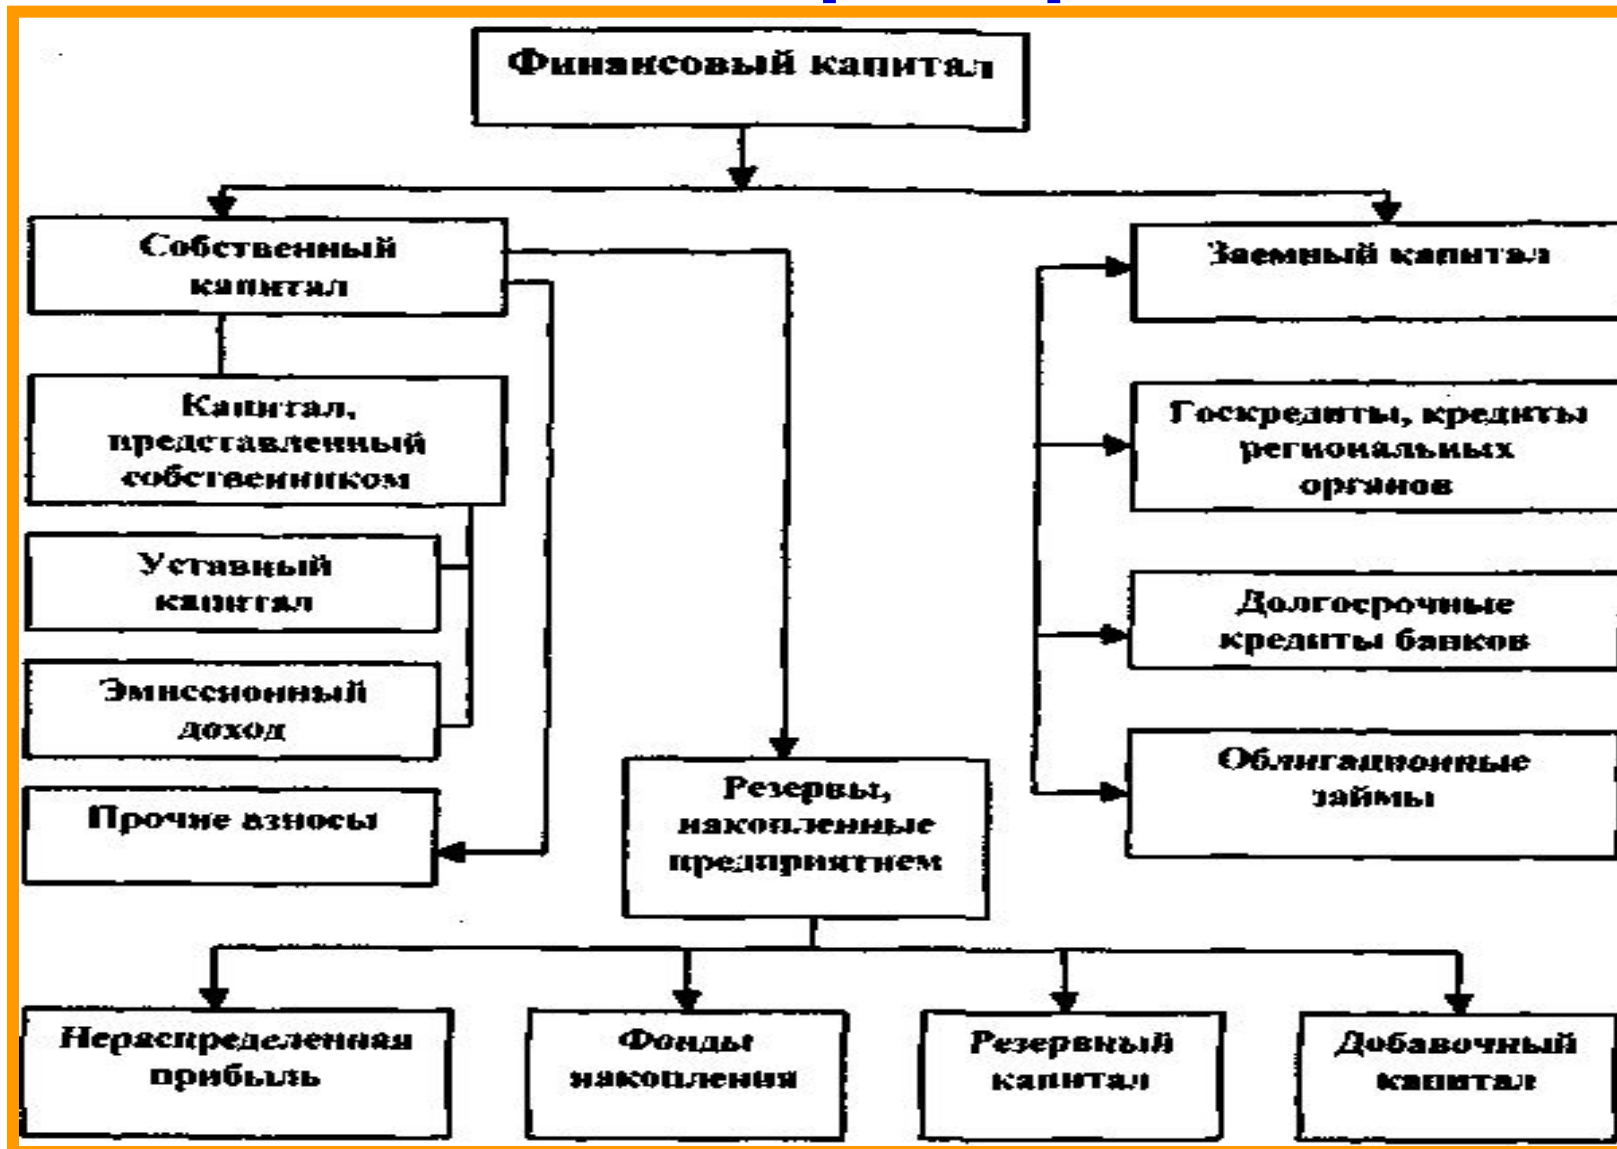 Финансовый капитал
Собственный
капитал
Заемный капитал
Капитал,
представленный
собственником
Госкредиты, кредиты
региональных
органов
Уставный
капитал
Долгосрочные
кредиты банков
Эмиссионный
доход
Облигационные
займы
Прочие взносы
Резервы,
накопленные
предприятием
Нераспределенная
прибыль
Фонды
накопления
Резервный
капитал
Добавочный
капитал